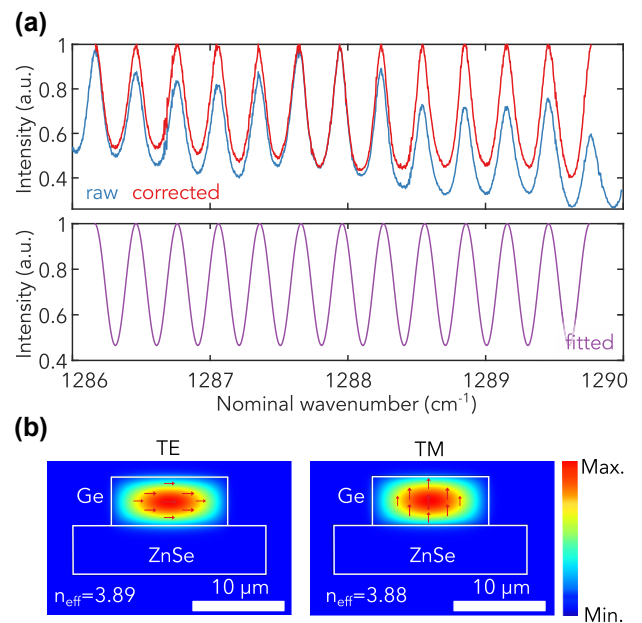 (a)
Intensity (a.u.)
1
0.8
0.6
0.4
raw corrected
Intensity (a.u.)
1
0.8
0.6
0.4
fitted
1286 1287 1288 1289 1290
Nominal wavenumber (cm⁻¹)
(b)
TE TM
Ge Ge Max.
ZnSe ZnSe
n_eff=3.89 10 µm n_eff=3.88 10 µm Min.